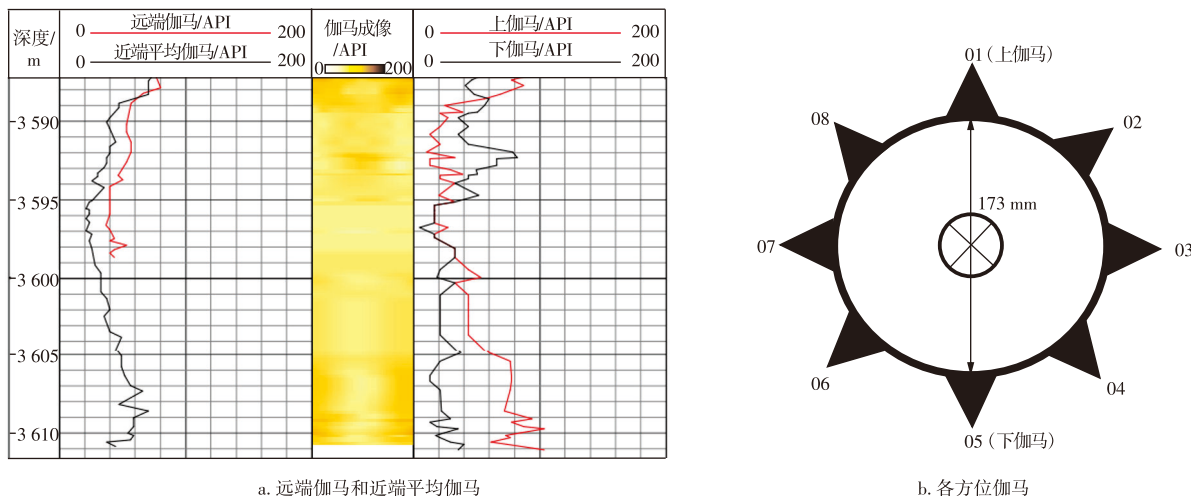 深度/
m
0 远端伽马/API 200
0 近端平均伽马/API 200
伽马成像
/API
0 200
0 上伽马/API 200
0 下伽马/API 200
3 590
3 595
3 600
3 605
3 610
a. 远端伽马和近端平均伽马
01(上伽马)
02
03
04
05(下伽马)
06
07
08
173 mm
b. 各方位伽马